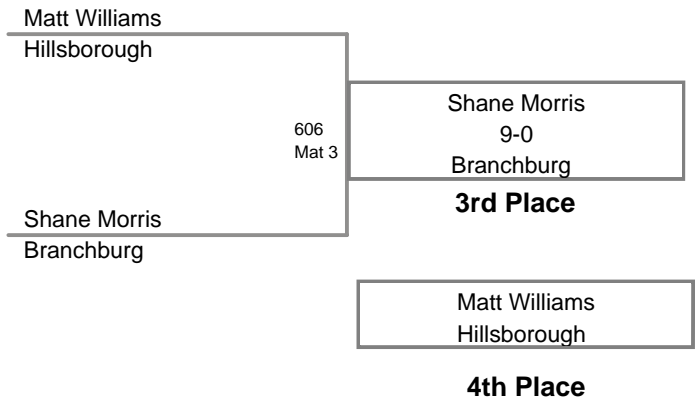 Matt Williams
Hillsborough
606
Mat 3
Shane Morris
Branchburg
Shane Morris
9-0
Branchburg
3rd Place
Matt Williams
Hillsborough
4th Place